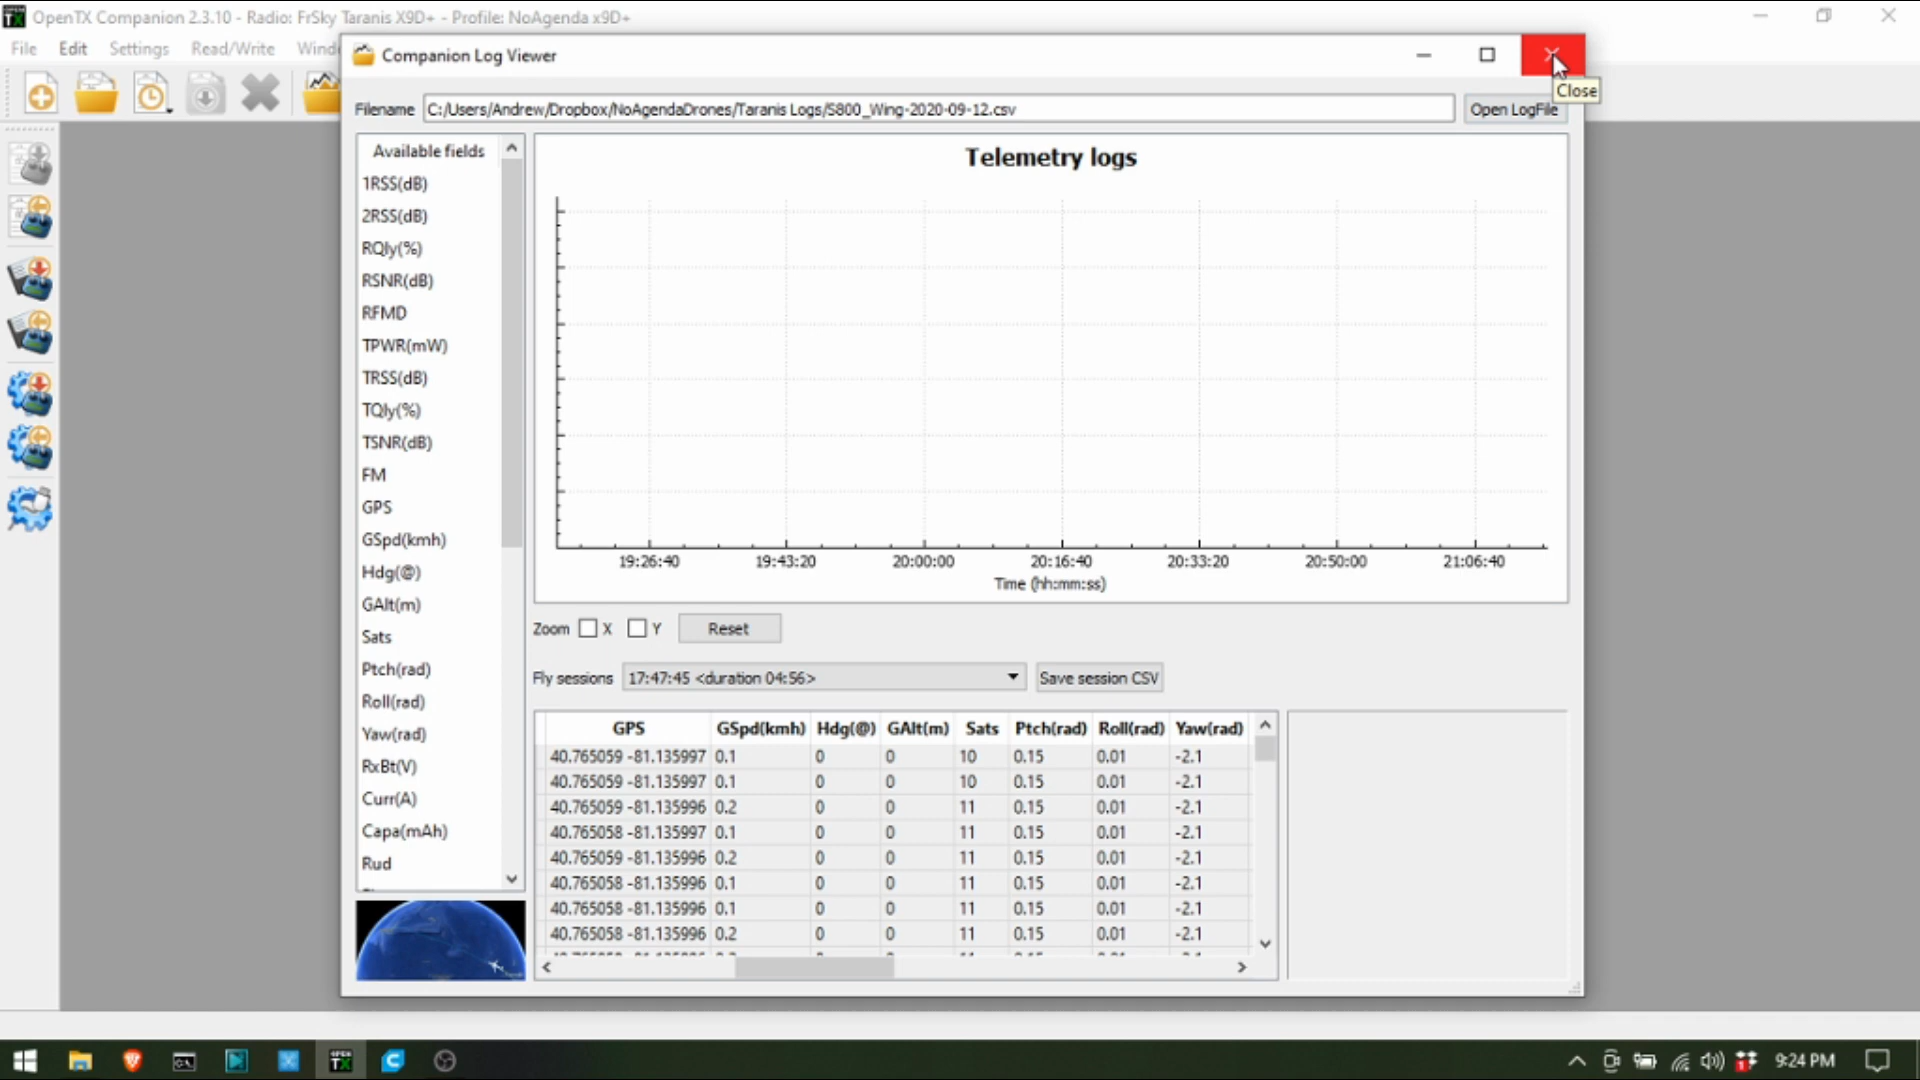 OpenTX Companion 2.3.10 - Radio: FrSky Taranis X9D+ - Profile: NoAgenda x9D+
File Edit Settings Read/Write
Companion Log Viewer
Close
Filename C:/Users/Andrew/Dropbox/NoAgendaDrones/Taranis Logs/S800_Wing-2020-09-12.csv Open LogFile
Available fields
1RSS(dB)
2RSS(dB)
RQly(%)
RSNR(dB)
RFMD
TPWR(mW)
TRSS(dB)
TQly(%)
TSNR(dB)
FM
GPS
GSpd(kmh)
Hdg(@)
GAlt(m)
Sats
Ptch(rad)
Roll(rad)
Yaw(rad)
RxBt(V)
Curr(A)
Capa(mAh)
Rud
Telemetry logs
19:26:40 19:43:20 20:00:00 20:16:40 20:33:20 20:50:00 21:06:40
Time (hh:mm:ss)
Zoom X Y Reset
Fly sessions 17:47:45 <duration 04:56> Save session CSV
GPS GSpd(kmh) Hdg(@) GAlt(m) Sats Ptch(rad) Roll(rad) Yaw(rad)
40.765059 -81.135997 0.1 0 0 10 0.15 0.01 -2.1
40.765059 -81.135997 0.1 0 0 10 0.15 0.01 -2.1
40.765059 -81.135996 0.2 0 0 11 0.15 0.01 -2.1
40.765058 -81.135997 0.1 0 0 11 0.15 0.01 -2.1
40.765059 -81.135996 0.2 0 0 11 0.15 0.01 -2.1
40.765058 -81.135996 0.1 0 0 11 0.15 0.01 -2.1
40.765058 -81.135996 0.1 0 0 11 0.15 0.01 -2.1
40.765058 -81.135996 0.2 0 0 11 0.15 0.01 -2.1
OPEN TX
9:24 PM